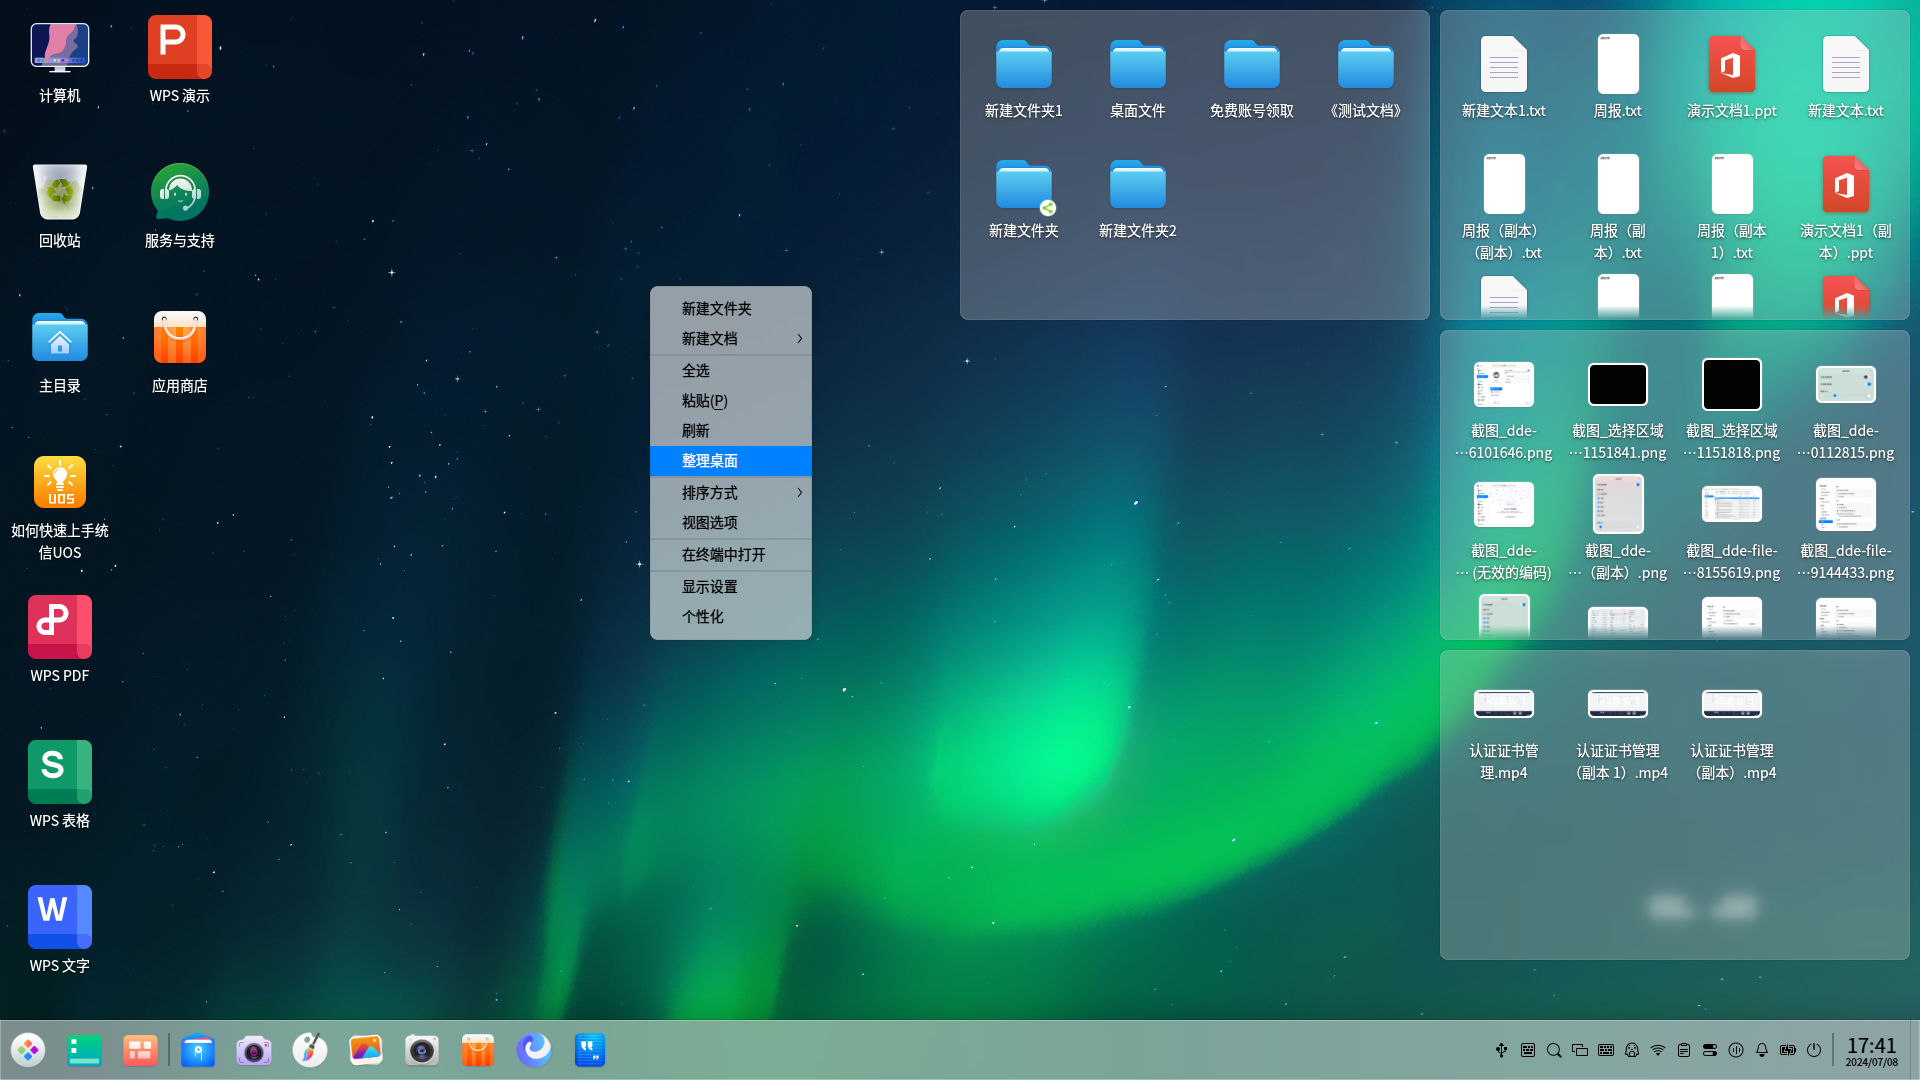 计算机
WPS 演示
回收站
服务与支持
主目录
应用商店
UOS
如何快速上手统
信UOS
WPS PDF
WPS 表格
WPS 文字
新建文件夹
新建文档
全选
粘贴(P)
刷新
整理桌面
排序方式
视图选项
在终端中打开
显示设置
个性化
新建文件夹1
桌面文件
免费账号领取
《测试文档》
新建文件夹
新建文件夹2
新建文本1.txt
周报.txt
演示文档1.ppt
新建文本.txt
周报（副本）
（副本）.txt
周报（副
本）.txt
周报（副本
1）.txt
演示文档1（副
本）.ppt
截图_dde-
…6101646.png
截图_选择区域
…1151841.png
截图_选择区域
…1151818.png
截图_dde-
…0112815.png
截图_dde-
… (无效的编码)
截图_dde-
…（副本）.png
截图_dde-file-
…8155619.png
截图_dde-file-
…9144433.png
认证证书管
理.mp4
认证证书管理
（副本 1）.mp4
认证证书管理
（副本）.mp4
17:41
2024/07/08